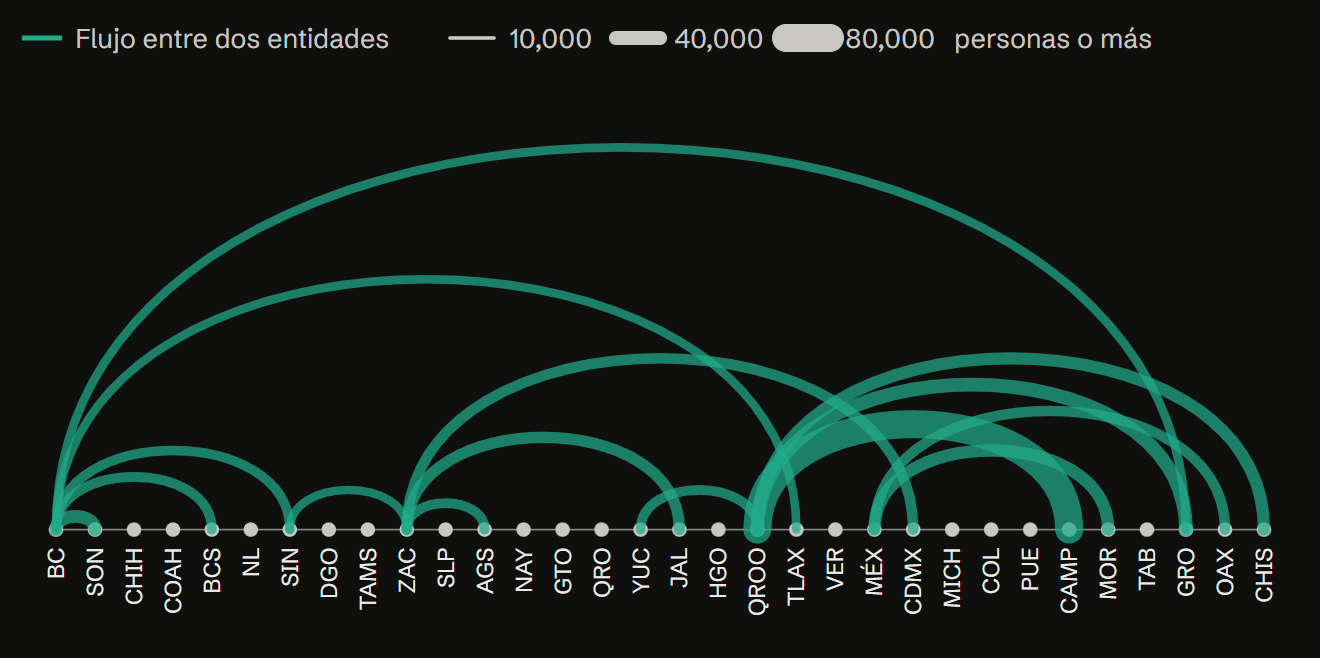 Flujo entre dos entidades 10,000 40,000 80,000 personas o más
BC SON CHIH COAH BCS NL SIN DGO TAMS ZAC SLP AGS NAY GTO QRO YUC JAL HGO QROO TLAX VER MÉX CDMX MICH COL PUE CAMP MOR TAB GRO OAX CHIS